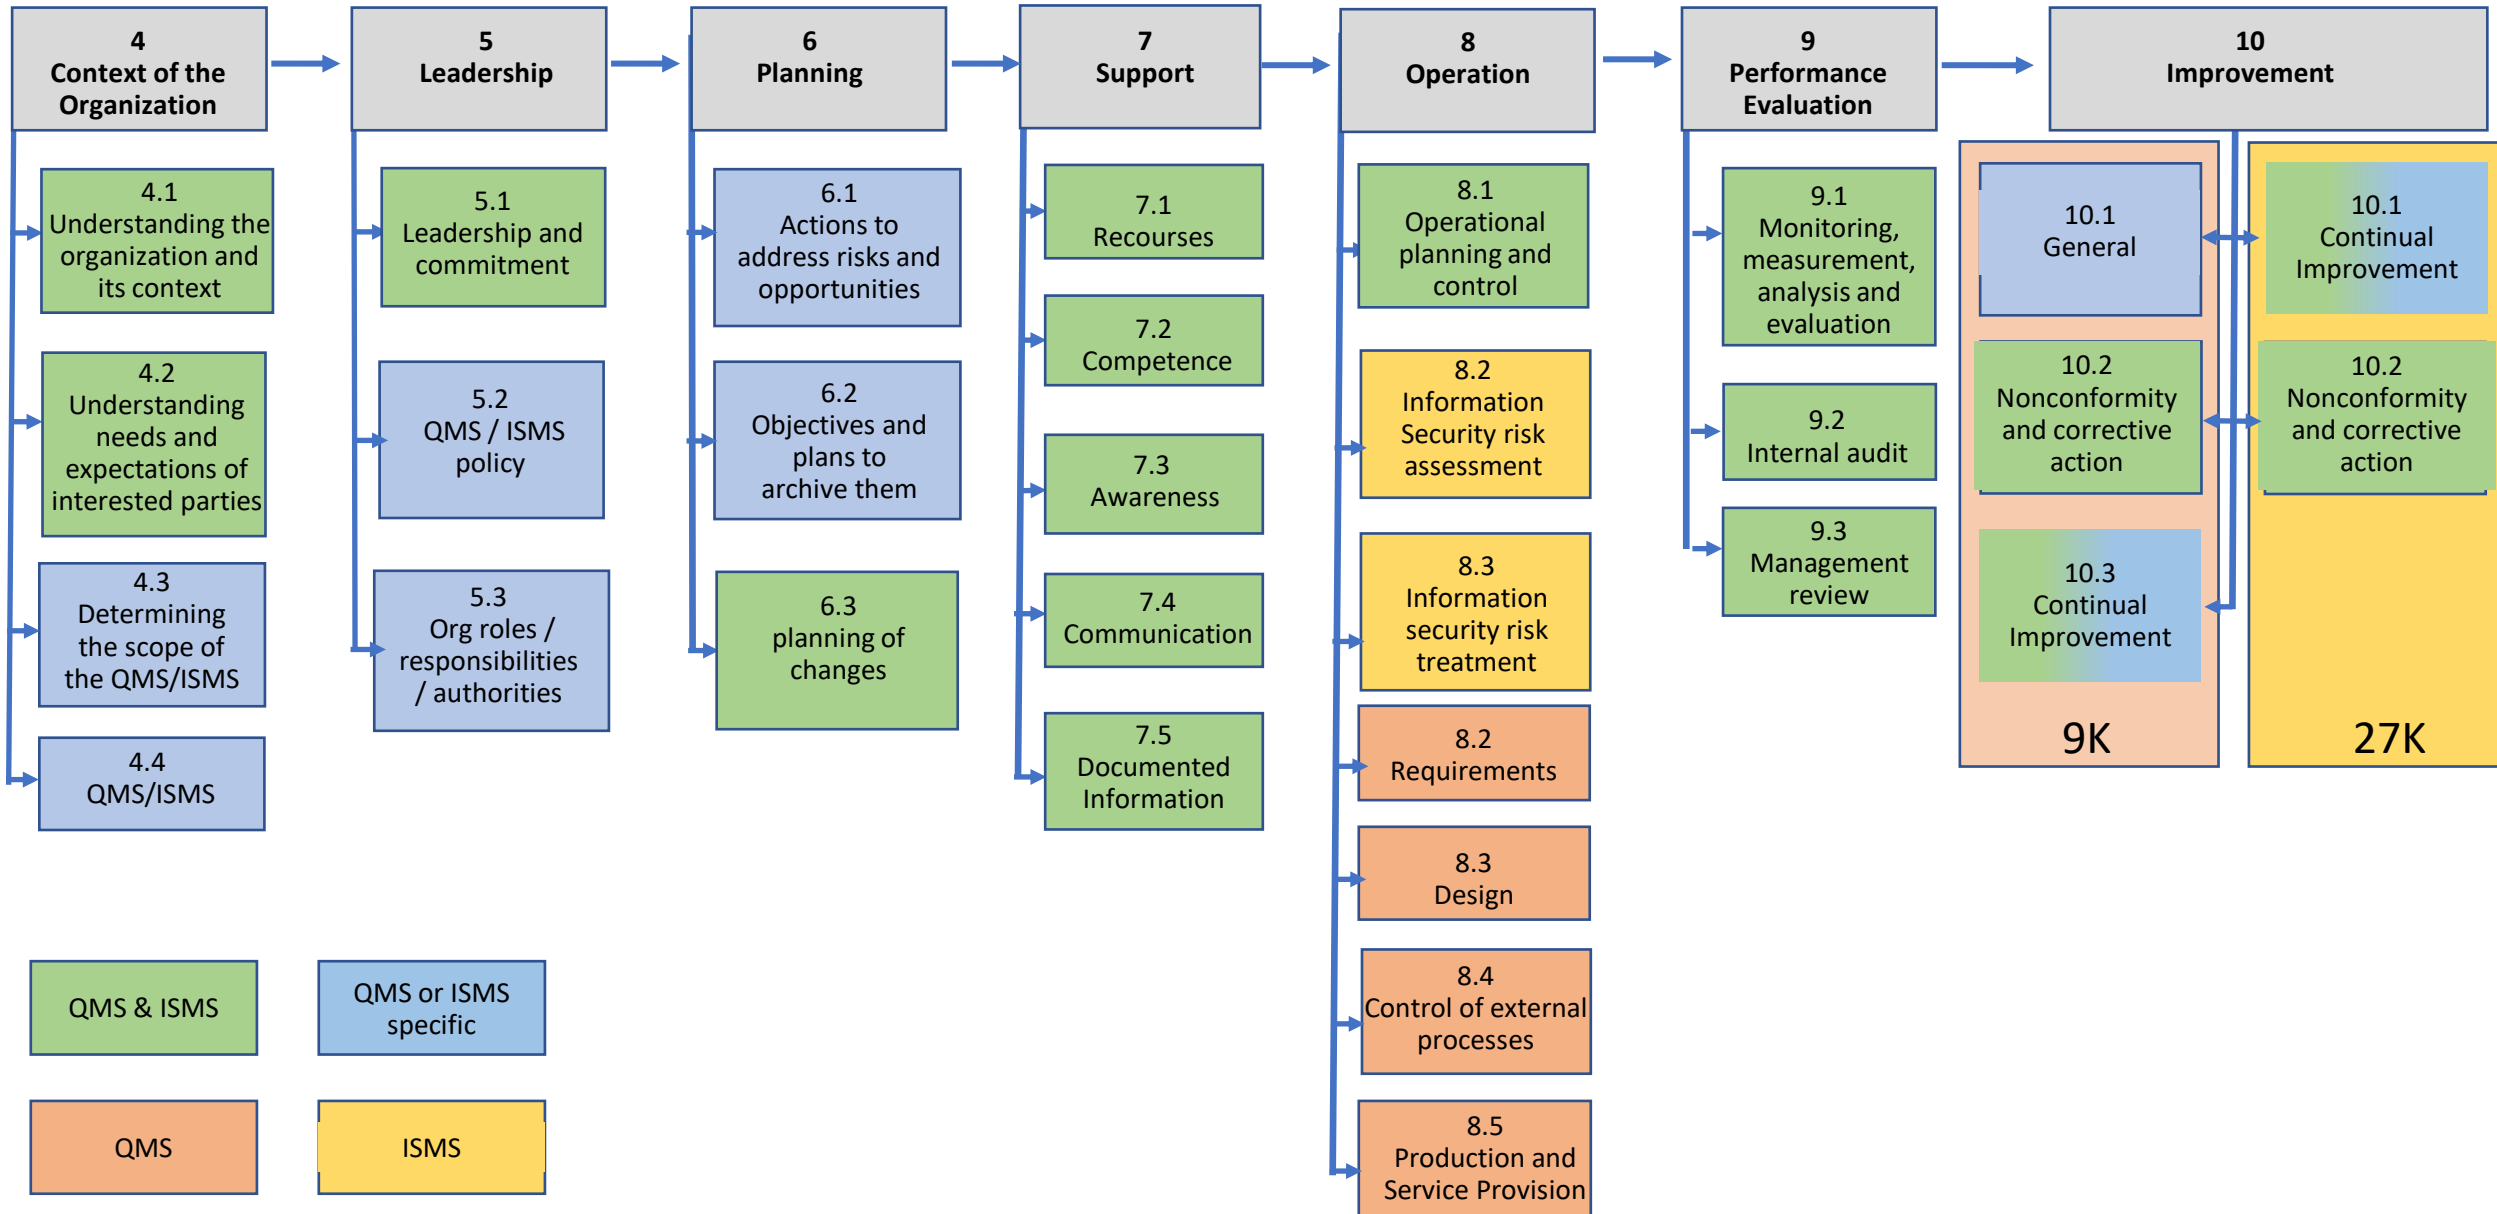 4
Context of the
Organization
5
Leadership
6
Planning
7
Support
8
Operation
9
Performance
Evaluation
10
Improvement
4.1
Understanding the
organization and
its context
4.2
Understanding
needs and
expectations of
interested parties
4.3
Determining
the scope of
the QMS/ISMS
4.4
QMS/ISMS
5.1
Leadership and
commitment
5.2
QMS / ISMS
policy
5.3
Org roles /
responsibilities
/ authorities
6.1
Actions to
address risks and
opportunities
6.2
Objectives and
plans to
archive them
6.3
planning of
changes
7.1
Recourses
7.2
Competence
7.3
Awareness
7.4
Communication
7.5
Documented
Information
8.1
Operational
planning and
control
8.2
Information
Security risk
assessment
8.3
Information
security risk
treatment
8.2
Requirements
8.3
Design
8.4
Control of external
processes
8.5
Production and
Service Provision
9.1
Monitoring,
measurement,
analysis and
evaluation
9.2
Internal audit
9.3
Management
review
10.1
General
10.2
Nonconformity
and corrective
action
10.3
Continual
Improvement
9K
10.1
Continual
Improvement
10.2
Nonconformity
and corrective
action
27K
QMS & ISMS
QMS or ISMS
specific
QMS
ISMS